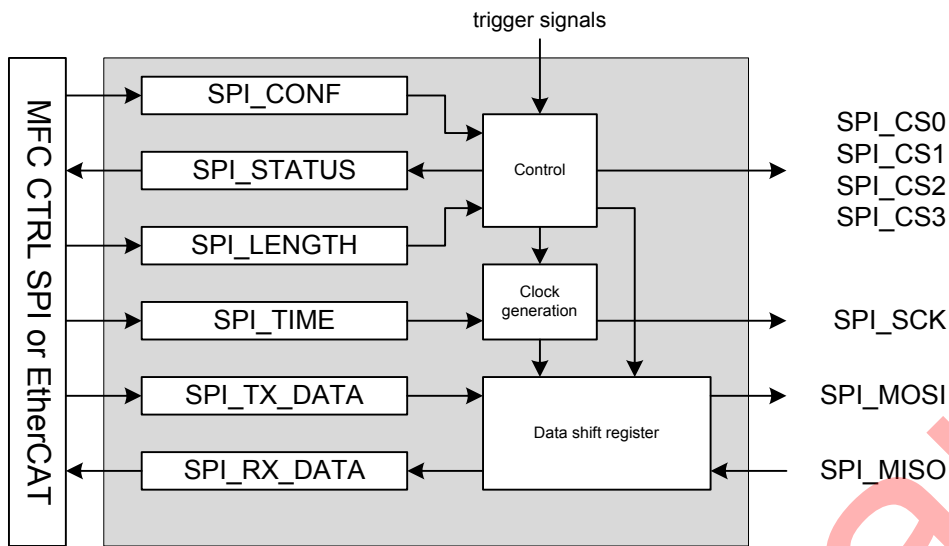 trigger signals
MFC CTRL SPI or EtherCAT
SPI_CONF
SPI_STATUS
SPI_LENGTH
SPI_TIME
SPI_TX_DATA
SPI_RX_DATA
Control
Clock
generation
Data shift register
SPI_CS0
SPI_CS1
SPI_CS2
SPI_CS3
SPI_SCK
SPI_MOSI
SPI_MISO